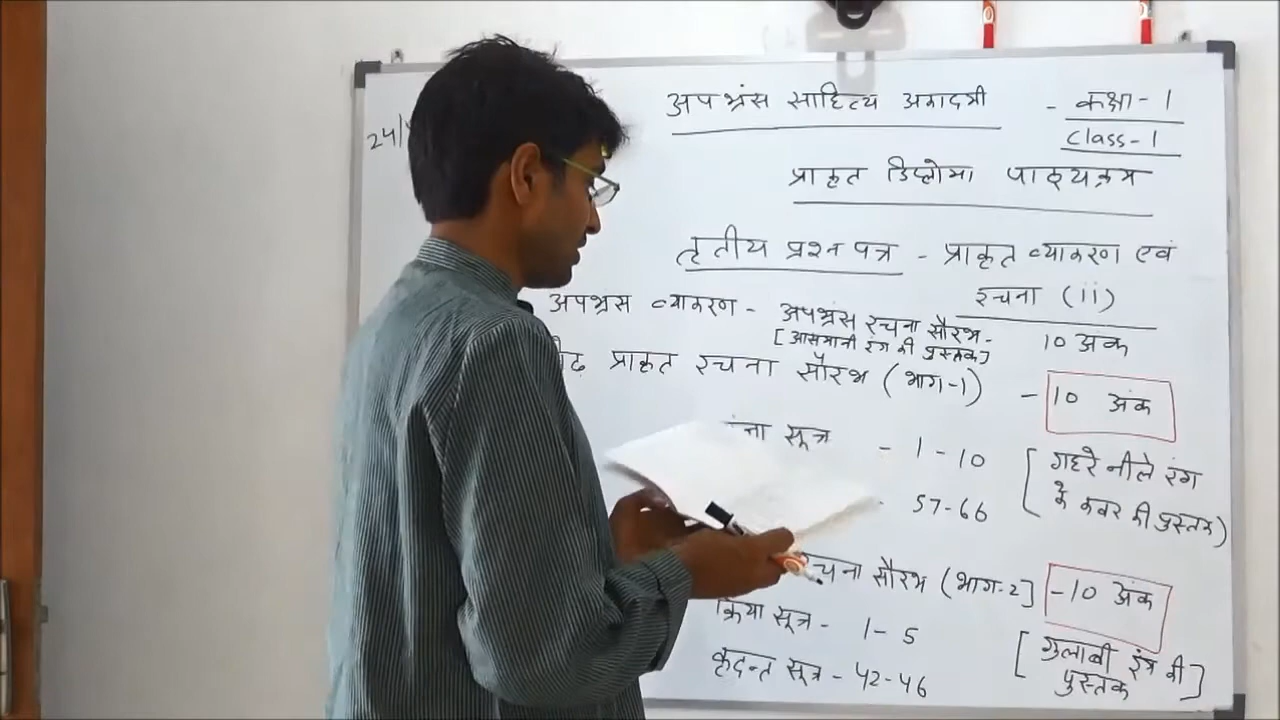 अपभ्रंस साहित्य अकादमी - कक्षा - 1
24/
Class - 1
प्राकृत डिप्लोमा पाठ्यक्रम
तृतीय प्रश्न पत्र - प्राकृत व्याकरण एवं
रचना (ii)
अपभ्रंस व्याकरण - अपभ्रंस रचना सौरभ - 10 अंक
[आसमानी रंग की पुस्तक]
प्राकृत रचना सौरभ (भाग-1) - 10 अंक
सूत्र - 1 - 10 [गहरे नीले रंग
57-66 के कवर की पुस्तक)
रचना सौरभ (भाग-2] - 10 अंक
क्रिया सूत्र - 1 - 5 [गुलाबी रंग की
कृदन्त सूत्र - 42-46 पुस्तक]